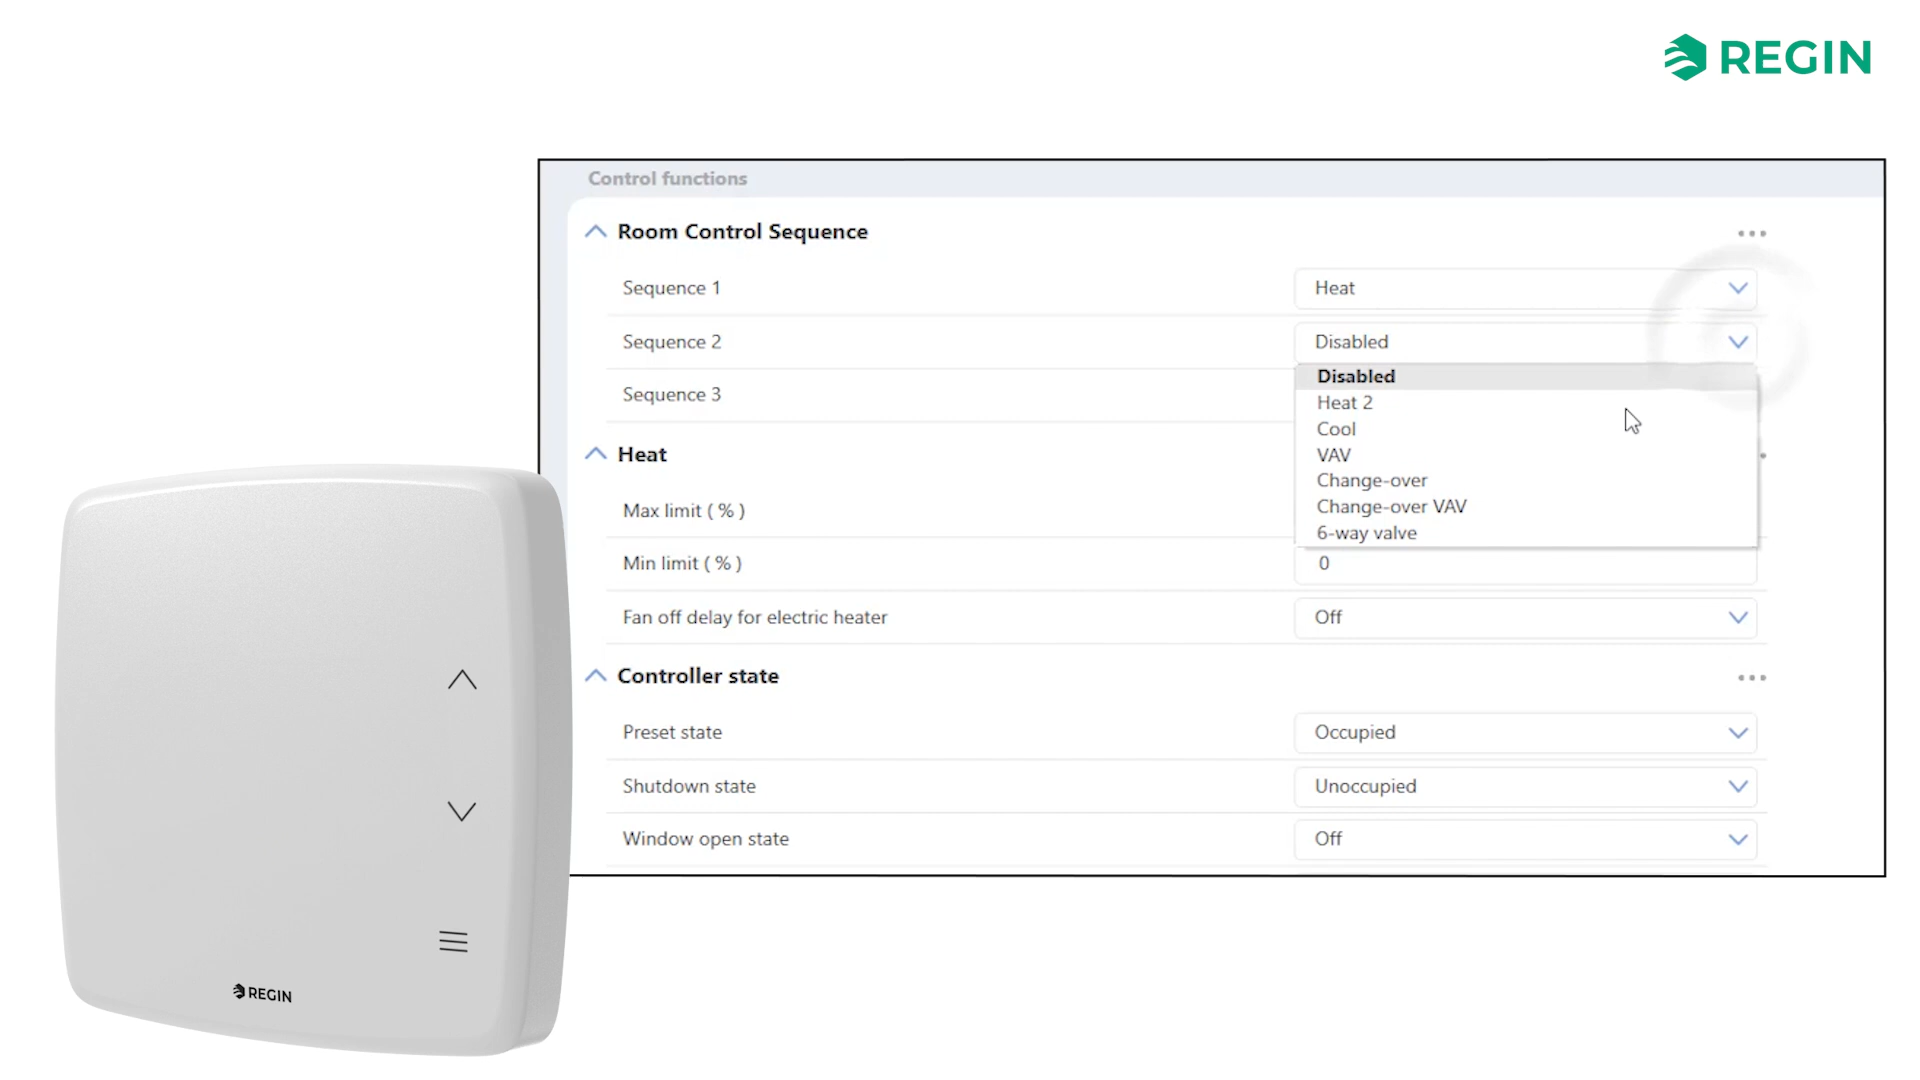 REGIN
Control functions
Room Control Sequence
Sequence 1
Heat
Sequence 2
Disabled
Disabled
Sequence 3
Heat 2
Cool
Heat
VAV
Change-over
Max limit ( % )
Change-over VAV
6-way valve
Min limit ( % )
0
Fan off delay for electric heater
Off
Controller state
Preset state
Occupied
Shutdown state
Unoccupied
Window open state
Off
REGIN